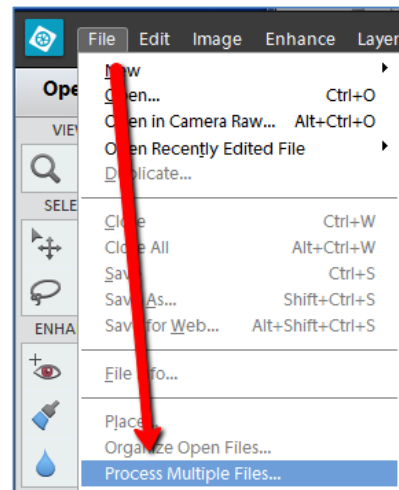 File Edit Image Enhance Layer
Ope
VIE
SELE
ENHA
New
Open... Ctrl+O
Open in Camera Raw... Alt+Ctrl+O
Open Recently Edited File
Duplicate...
Close Ctrl+W
Close All Alt+Ctrl+W
Save Ctrl+S
Save As... Shift+Ctrl+S
Save for Web... Alt+Shift+Ctrl+S
File Info...
Place...
Organize Open Files...
Process Multiple Files...